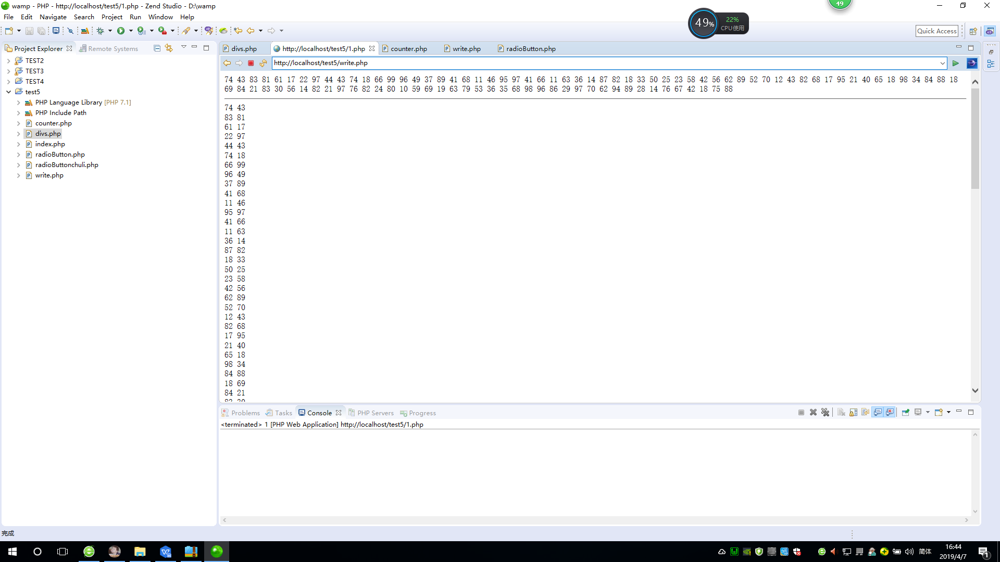 wamp - PHP - http://localhost/test5/1.php - Zend Studio - D:\wamp
49
File Edit Navigate Search Project Run Window Help
49%
22%
CPU使用
Quick Access
Project Explorer
Remote Systems
TEST2
TEST3
TEST4
test5
PHP Language Library [PHP 7.1]
PHP Include Path
counter.php
divs.php
index.php
radioButton.php
radioButtonchuli.php
write.php
divs.php http://localhost/test5/1.php counter.php write.php radioButton.php
http://localhost/test5/write.php
74 43 83 81 61 17 22 97 44 43 74 18 66 99 96 49 37 89 41 68 11 46 95 97 41 66 11 63 36 14 87 82 18 33 50 25 23 58 42 56 62 89 52 70 12 43 82 68 17 95 21 40 65 18 98 34 84 88 18
69 84 21 83 30 56 14 82 21 97 76 82 24 80 10 59 69 19 63 79 53 36 35 68 98 96 86 29 97 70 62 94 89 28 14 76 67 42 18 75 88
74 43
83 81
61 17
22 97
44 43
74 18
66 99
96 49
37 89
41 68
11 46
95 97
41 66
11 63
36 14
87 82
18 33
50 25
23 58
42 56
62 89
52 70
12 43
82 68
17 95
21 40
65 18
98 34
84 88
18 69
84 21
83 30
Problems Tasks Console PHP Servers Progress
<terminated> 1 [PHP Web Application] http://localhost/test5/1.php
完成
简体
16:44
2019/4/7
1